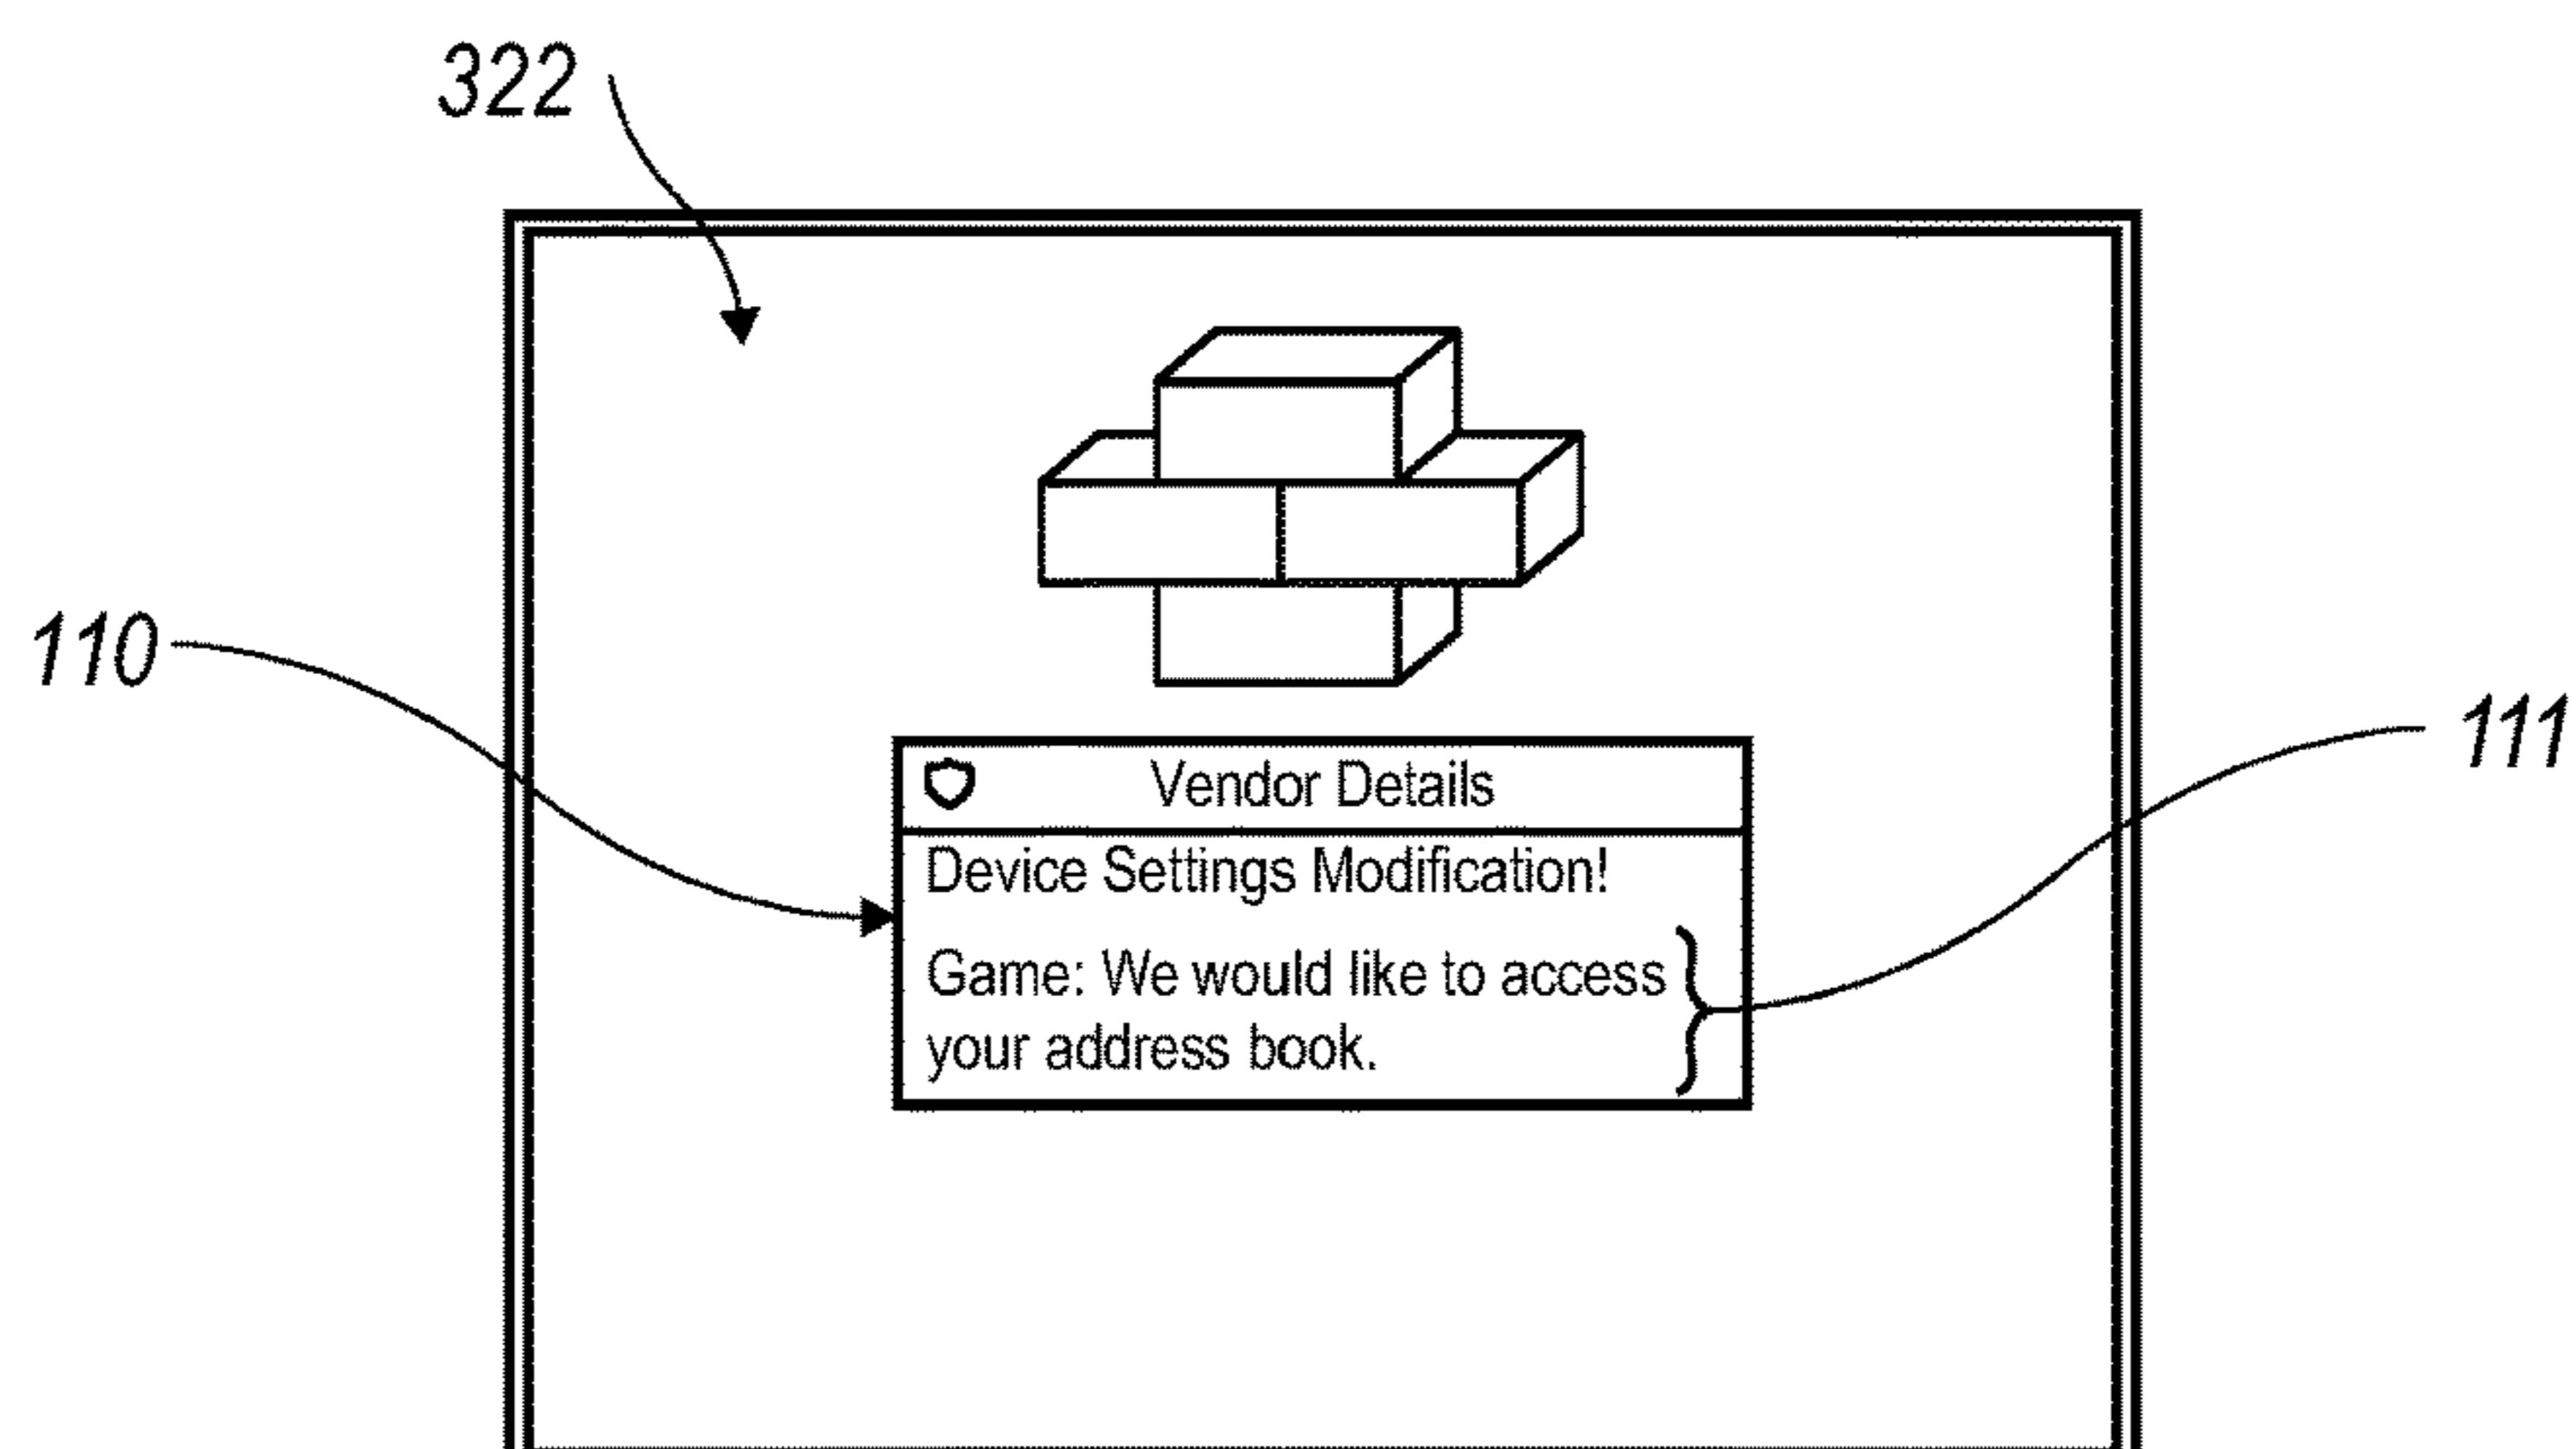 322
110
111
Vendor Details
Device Settings Modification!
Game: We would like to access
your address book.